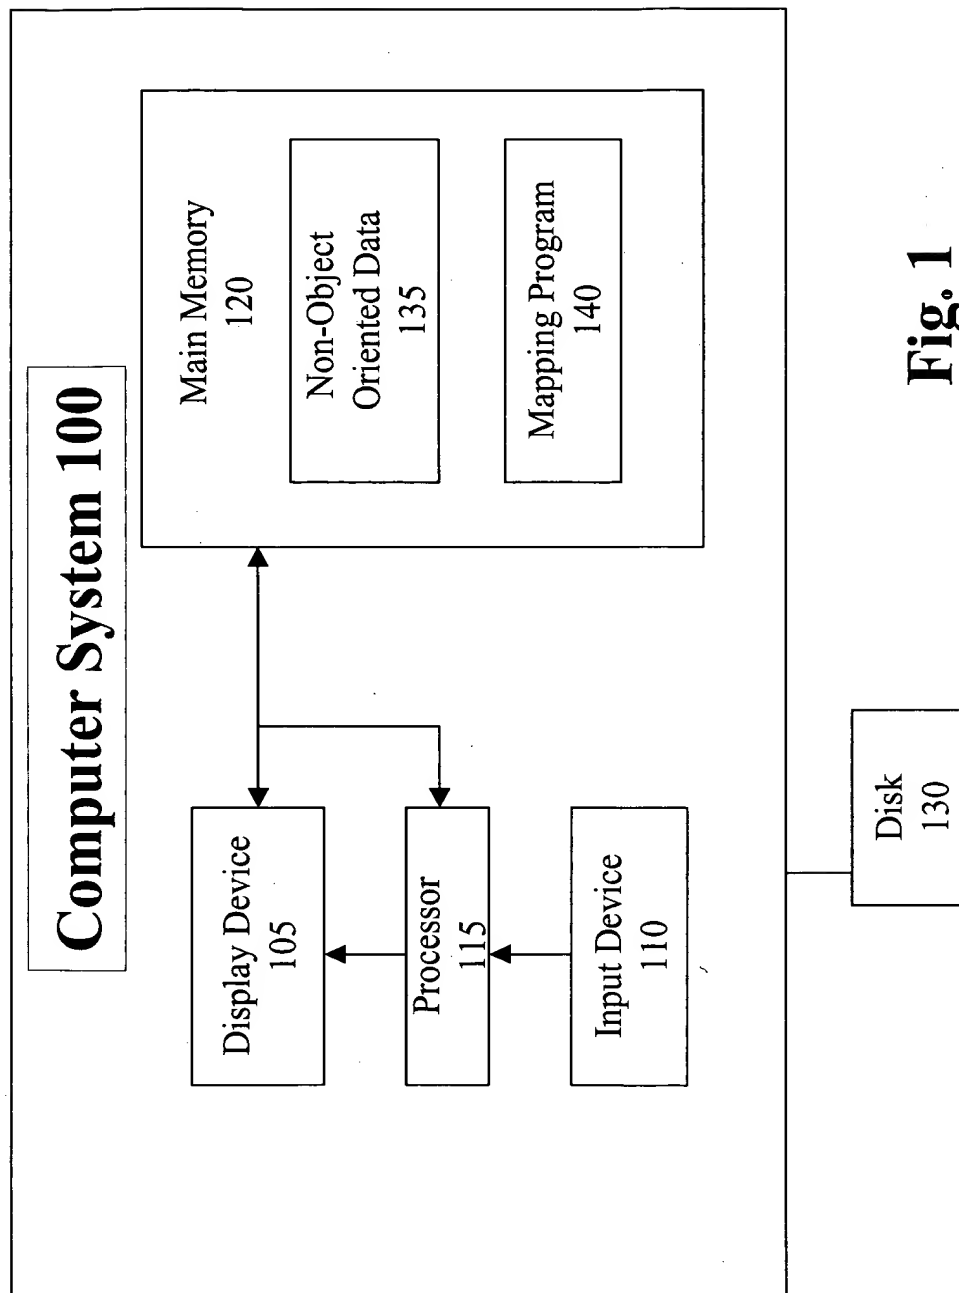 Computer System 100
Display Device
105
Processor
115
Input Device
110
Main Memory
120
Non-Object
Oriented Data
135
Mapping Program
140
Disk
130
Fig. 1